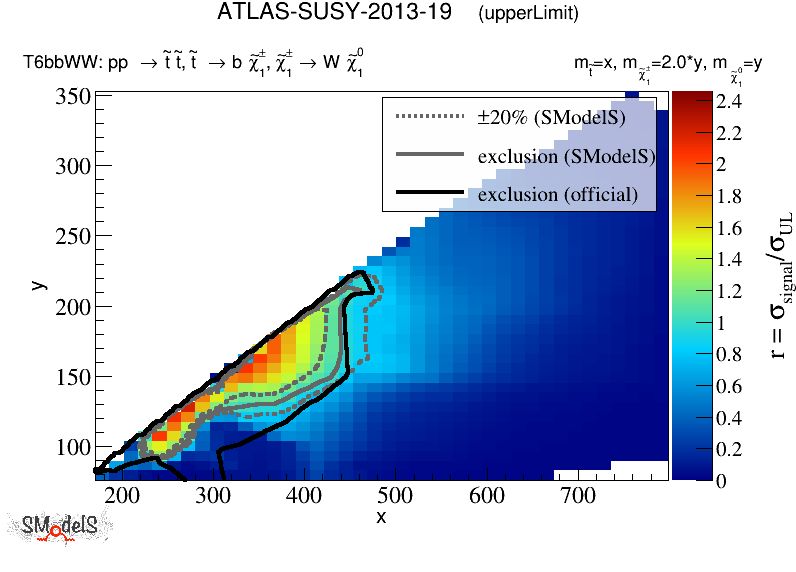 ATLAS-SUSY-2013-19 (upperLimit)
T6bbWW: pp → t̃ t̃, t̃ → b χ̃₁±, χ̃₁± → W χ̃₁⁰
m_t̃=x, m_χ̃₁±=2.0*y, m_χ̃₁⁰=y
±20% (SModelS)
exclusion (SModelS)
exclusion (official)
350
300
250
200
150
100
y
200 300 400 500 600 700
x
2.4
2.2
2
1.8
1.6
1.4
1.2
1
0.8
0.6
0.4
0.2
0
r = σ_signal/σ_UL
SModelS